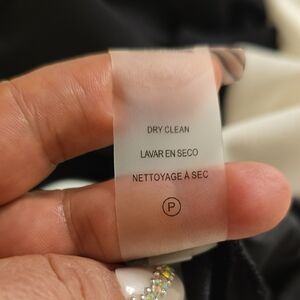 DRY CLEAN
LAVAR EN SECO
NETTOYAGE À SEC
P